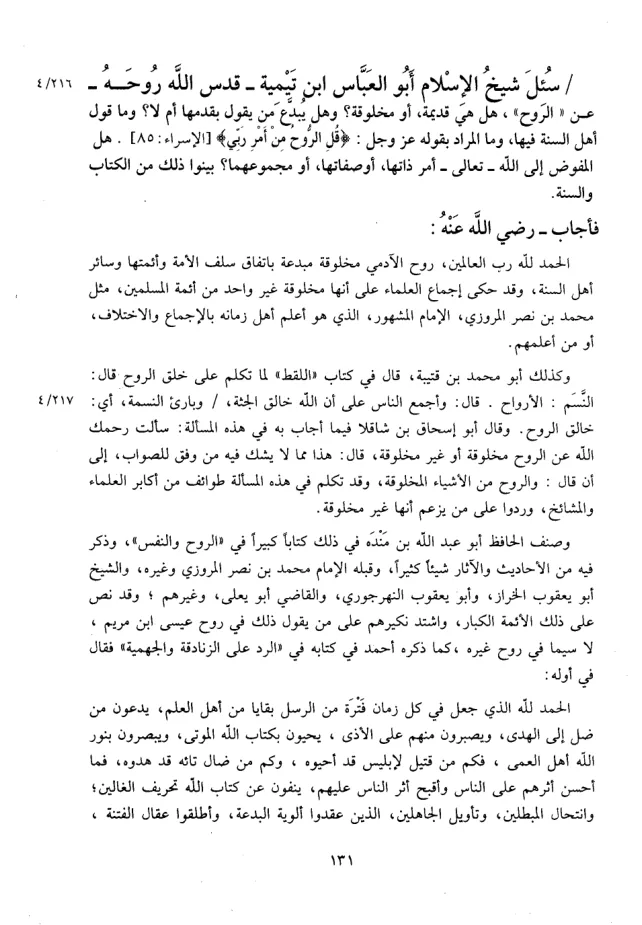 / سُئلَ شيخُ الإسْلام أَبُو العَبَّاس ابن تَيْمية ــ قدس اللَّه رُوحَــهُ ــ ٤/٢١٦
عـن « الرَوح» ، هل هيَ قديمة، أو مخلوقة؟ وهل يُبدَّع مَن يقول بقدمها أم لا؟ وما قول
أهل السنة فيها، وما المراد بقوله عز وجل : ﴿قُلِ الرُّوحُ مِنْ أَمْرِ رَبِّي﴾ [الإسراء: ٨٥] . هل
المفوض إلى اللَّه ــ تعالى ــ أمر ذاتها، أوصفاتها، أو مجموعهما؟ بينوا ذلك من الكتاب
والسنة.
فأجاب ــ رضي اللَّه عَنْهُ :
الحمد لله رب العالمين، روح الآدمي مخلوقة مبدعة باتفاق سلف الأمة وأئمتها وسائر
أهل السنة، وقد حكى إجماع العلماء على أنها مخلوقة غير واحد من أئمة المسلمين، مثل
محمد بن نصر المروزي، الإمام المشهور، الذي هو أعلم أهل زمانه بالإجماع والاختلاف،
أو من أعلمهم.
وكذلك أبو محمد بن قتيبة، قال في كتاب «اللقط» لما تكلم على خلق الروح قال:
النَّسَم : الأرواح . قال: وأجمع الناس على أن اللَّه خالق الجثة، / وبارئ النسمة، أي: ٤/٢١٧
خالق الروح. وقال أبو إسحاق بن شاقلا فيما أجاب به في هذه المسألة: سألت رحمك
اللَّه عن الروح مخلوقة أو غير مخلوقة، قال: هذا مما لا يشك فيه من وفق للصواب، إلى
أن قال : والروح من الأشياء المخلوقة، وقد تكلم في هذه المسألة طوائف من أكابر العلماء
والمشائخ، وردوا على من يزعم أنها غير مخلوقة.
وصنف الحافظ أبو عبد اللَّه بن مَنْدَه في ذلك كتاباً كبيراً في «الروح والنفس»، وذكر
فيه من الأحاديث والآثار شيئاً كثيراً، وقبله الإمام محمد بن نصر المروزي وغيره، والشيخ
أبو يعقوب الخراز، وأبو يعقوب النهرجوري، والقاضي أبو يعلى، وغيرهم ؛ وقد نص
على ذلك الأئمة الكبار، واشتد نكيرهم على من يقول ذلك في روح عيسى ابن مريم ،
لا سيما في روح غيره ،كما ذكره أحمد في كتابه في «الرد على الزنادقة والجهمية» فقال
في أوله:
الحمد لله الذي جعل في كل زمان فَتْرَة من الرسل بقايا من أهل العلم، يدعون من
ضل إلى الهدى، ويصبرون منهم على الأذى ، يحيون بكتاب اللَّه الموتى، ويبصرون بنور
اللَّه أهل العمى ، فكم من قتيل لإبليس قد أحيوه ، وكم من ضال تائه قد هدوه، فما
أحسن أثرهم على الناس وأقبح أثر الناس عليهم، ينفون عن كتاب اللَّه تحريف الغالين؛
وانتحال المبطلين، وتأويل الجاهلين، الذين عقدوا ألوية البدعة، وأطلقوا عقال الفتنة ،
١٣١